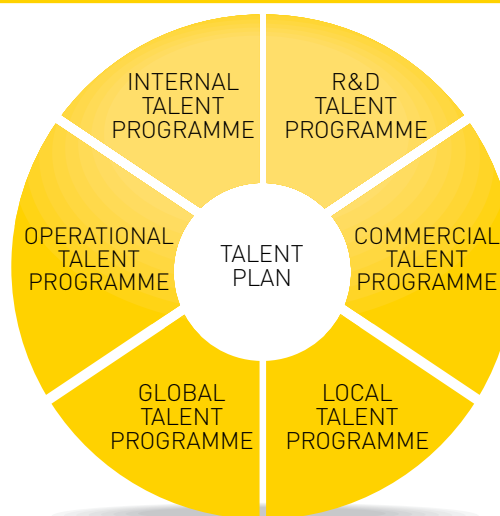 INTERNAL
TALENT
PROGRAMME
R&D
TALENT
PROGRAMME
OPERATIONAL
TALENT
PROGRAMME
TALENT
PLAN
COMMERCIAL
TALENT
PROGRAMME
GLOBAL
TALENT
PROGRAMME
LOCAL
TALENT
PROGRAMME